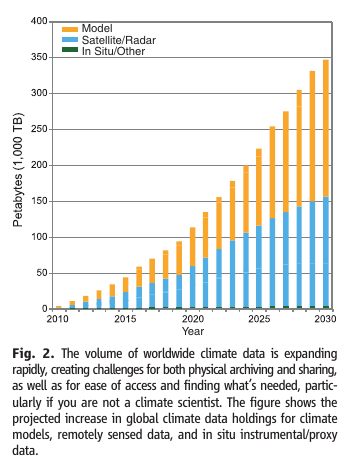 400
Model
Satellite/Radar
In Situ/Other
350
300
250
200
150
100
50
0
Petabytes (1,000 TB)
2010 2015 2020 2025 2030
Year
Fig. 2. The volume of worldwide climate data is expanding
rapidly, creating challenges for both physical archiving and sharing,
as well as for ease of access and finding what's needed, partic-
ularly if you are not a climate scientist. The figure shows the
projected increase in global climate data holdings for climate
models, remotely sensed data, and in situ instrumental/proxy
data.